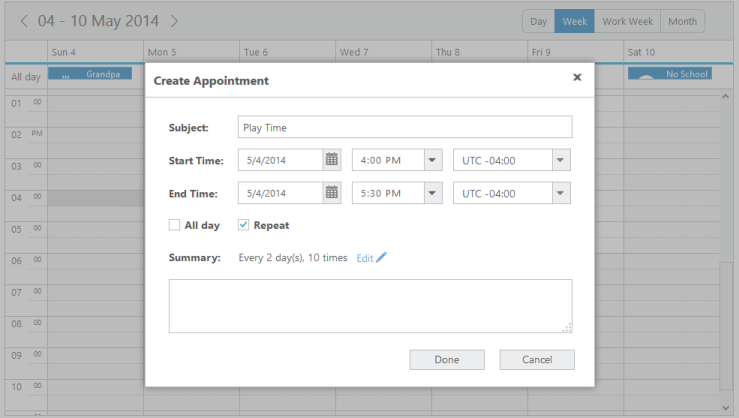 04 - 10 May 2014
Day Week Work Week Month
Sun 4 Mon 5 Tue 6 Wed 7 Thu 8 Fri 9 Sat 10
All day Grandpa No School
Create Appointment
01 00
Subject: Play Time
02 PM
Start Time: 5/4/2014 4:00 PM UTC -04:00
03 00
End Time: 5/4/2014 5:30 PM UTC -04:00
04 00
All day Repeat
05 00
Summary: Every 2 day(s), 10 times Edit
06 00
07 00
08 00
09 00
Done Cancel
10 00